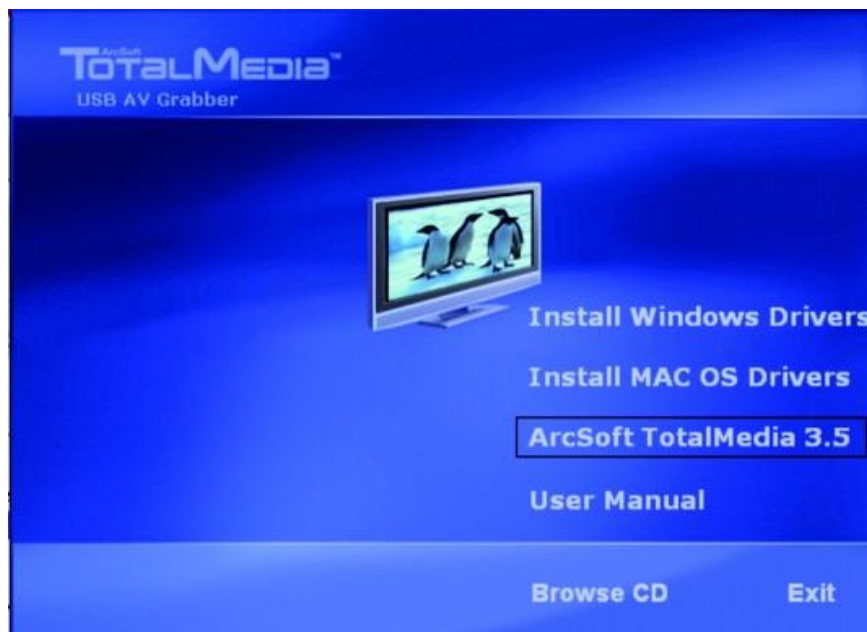 ArcSoft
TotalMedia™
USB AV Grabber
Install Windows Drivers
Install MAC OS Drivers
ArcSoft TotalMedia 3.5
User Manual
Browse CD
Exit